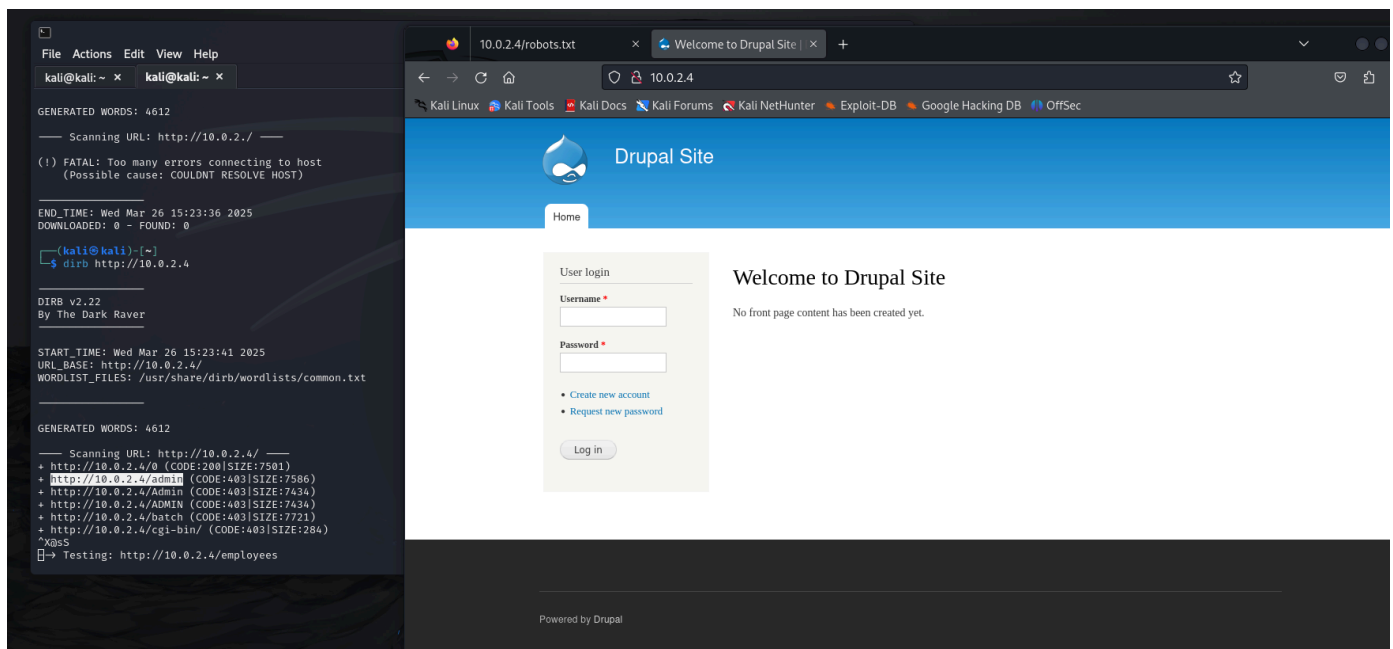 File Actions Edit View Help
kali@kali: ~ × kali@kali: ~ ×
GENERATED WORDS: 4612
---- Scanning URL: http://10.0.2./ ----
(!) FATAL: Too many errors connecting to host
(Possible cause: COULDNT RESOLVE HOST)
END_TIME: Wed Mar 26 15:23:36 2025
DOWNLOADED: 0 - FOUND: 0
(kali㉿kali)-[~]
$ dirb http://10.0.2.4
DIRB v2.22
By The Dark Raver
START_TIME: Wed Mar 26 15:23:41 2025
URL_BASE: http://10.0.2.4/
WORDLIST_FILES: /usr/share/dirb/wordlists/common.txt
GENERATED WORDS: 4612
---- Scanning URL: http://10.0.2.4/ ----
+ http://10.0.2.4/0 (CODE:200|SIZE:7501)
+ http://10.0.2.4/admin (CODE:403|SIZE:7586)
+ http://10.0.2.4/Admin (CODE:403|SIZE:7434)
+ http://10.0.2.4/ADMIN (CODE:403|SIZE:7434)
+ http://10.0.2.4/batch (CODE:403|SIZE:7721)
+ http://10.0.2.4/cgi-bin/ (CODE:403|SIZE:284)
^X@sS
→ Testing: http://10.0.2.4/employees
10.0.2.4/robots.txt × Welcome to Drupal Site | × +
10.0.2.4
Kali Linux Kali Tools Kali Docs Kali Forums Kali NetHunter Exploit-DB Google Hacking DB OffSec
Drupal Site
Home
User login
Username *
Password *
• Create new account
• Request new password
Log in
Welcome to Drupal Site
No front page content has been created yet.
Powered by Drupal